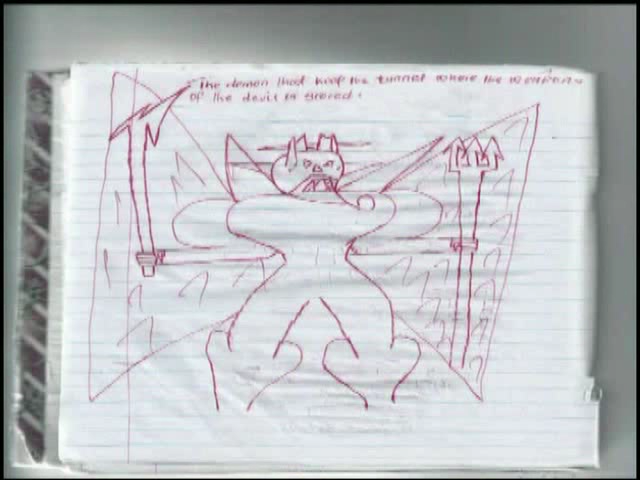 The demon that keep the tunnel where the weapons
of the devil is stored.